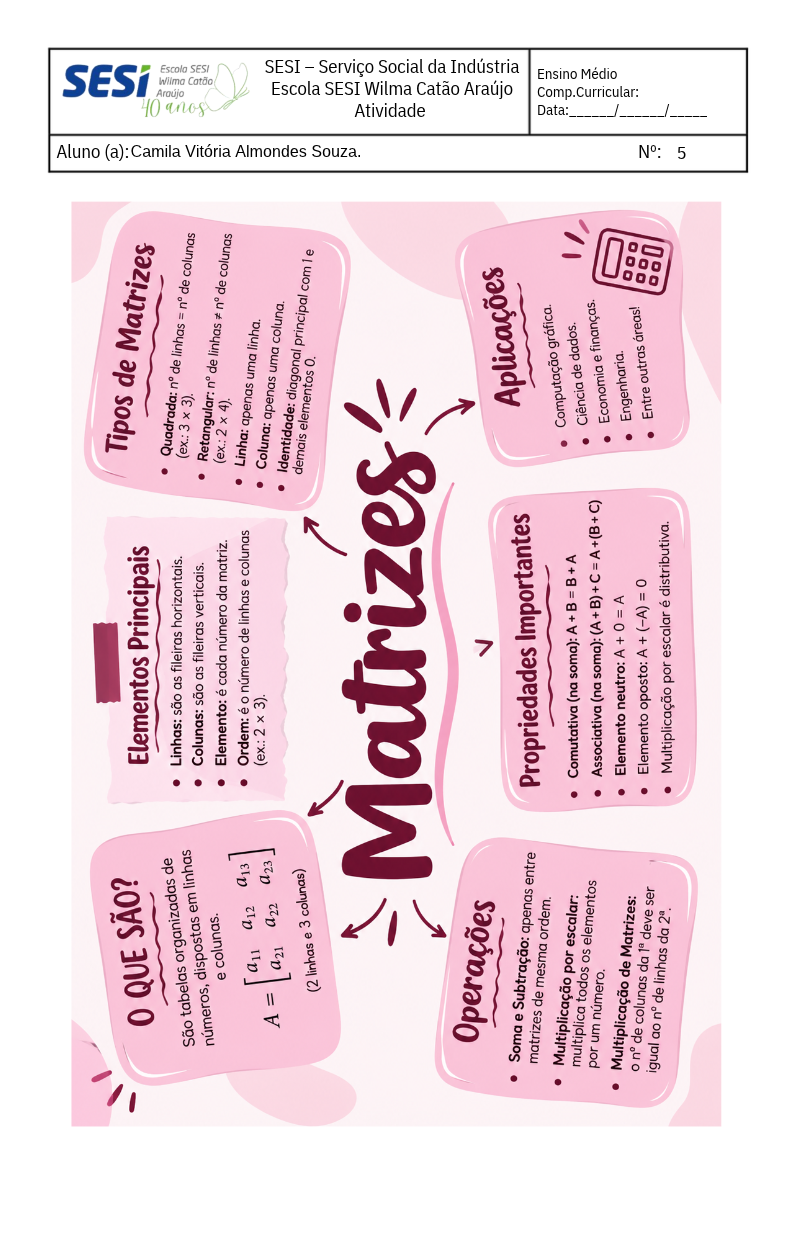 SESI
Escola SESI
Wilma Catão
Araújo
40 anos
SESI – Serviço Social da Indústria
Escola SESI Wilma Catão Araújo
Atividade
Ensino Médio
Comp.Curricular:
Data:______/______/_____
Aluno (a):Camila Vitória Almondes Souza.
Nº: 5
Matrizes
O QUE SÃO?
São tabelas organizadas de
números, dispostas em linhas
e colunas.
A = [a₁₁ a₁₂ a₁₃
a₂₁ a₂₂ a₂₃]
(2 linhas e 3 colunas)
Elementos Principais
• Linhas: são as fileiras horizontais.
• Colunas: são as fileiras verticais.
• Elemento: é cada número da matriz.
• Ordem: é o número de linhas e colunas
(ex.: 2 × 3).
Tipos de Matrizes
• Quadrada: nº de linhas = nº de colunas
(ex.: 3 × 3).
• Retangular: nº de linhas ≠ nº de colunas
(ex.: 2 × 4).
• Linha: apenas uma linha.
• Coluna: apenas uma coluna.
• Identidade: diagonal principal com 1 e
demais elementos 0.
Operações
• Soma e Subtração: apenas entre
matrizes de mesma ordem.
• Multiplicação por escalar:
multiplica todos os elementos
por um número.
• Multiplicação de Matrizes:
o nº de colunas da 1ª deve ser
igual ao nº de linhas da 2ª.
Propriedades Importantes
• Comutativa (na soma): A + B = B + A
• Associativa (na soma): (A + B) + C = A + (B + C)
• Elemento neutro: A + 0 = A
• Elemento oposto: A + (−A) = 0
• Multiplicação por escalar é distributiva.
Aplicações
• Computação gráfica.
• Ciência de dados.
• Economia e finanças.
• Engenharia.
• Entre outras áreas!